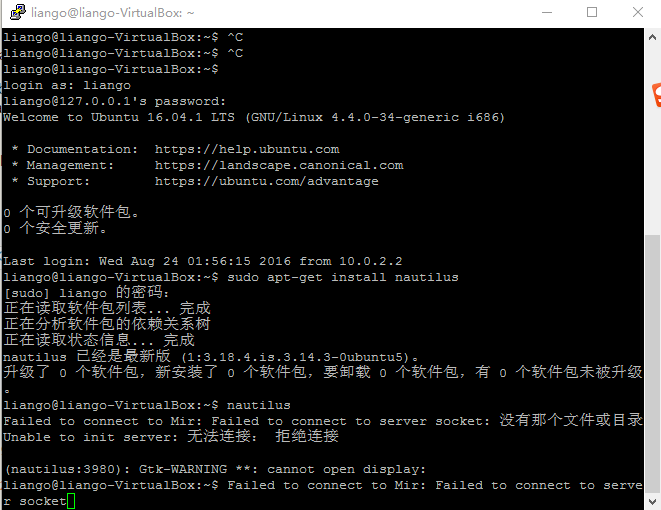 liango@liango-VirtualBox: ~
liango@liango-VirtualBox:~$ ^C
liango@liango-VirtualBox:~$ ^C
liango@liango-VirtualBox:~$
login as: liango
liango@127.0.0.1's password:
Welcome to Ubuntu 16.04.1 LTS (GNU/Linux 4.4.0-34-generic i686)
* Documentation:  https://help.ubuntu.com
* Management:     https://landscape.canonical.com
* Support:        https://ubuntu.com/advantage
0 个可升级软件包。
0 个安全更新。
Last login: Wed Aug 24 01:56:15 2016 from 10.0.2.2
liango@liango-VirtualBox:~$ sudo apt-get install nautilus
[sudo] liango 的密码:
正在读取软件包列表... 完成
正在分析软件包的依赖关系树
正在读取状态信息... 完成
nautilus 已经是最新版 (1:3.18.4.is.3.14.3-0ubuntu5)。
升级了 0 个软件包，新安装了 0 个软件包，要卸载 0 个软件包，有 0 个软件包未被升级
。
liango@liango-VirtualBox:~$ nautilus
Failed to connect to Mir: Failed to connect to server socket: 没有那个文件或目录
Unable to init server: 无法连接： 拒绝连接
(nautilus:3980): Gtk-WARNING **: cannot open display:
liango@liango-VirtualBox:~$ Failed to connect to Mir: Failed to connect to serve
r socket